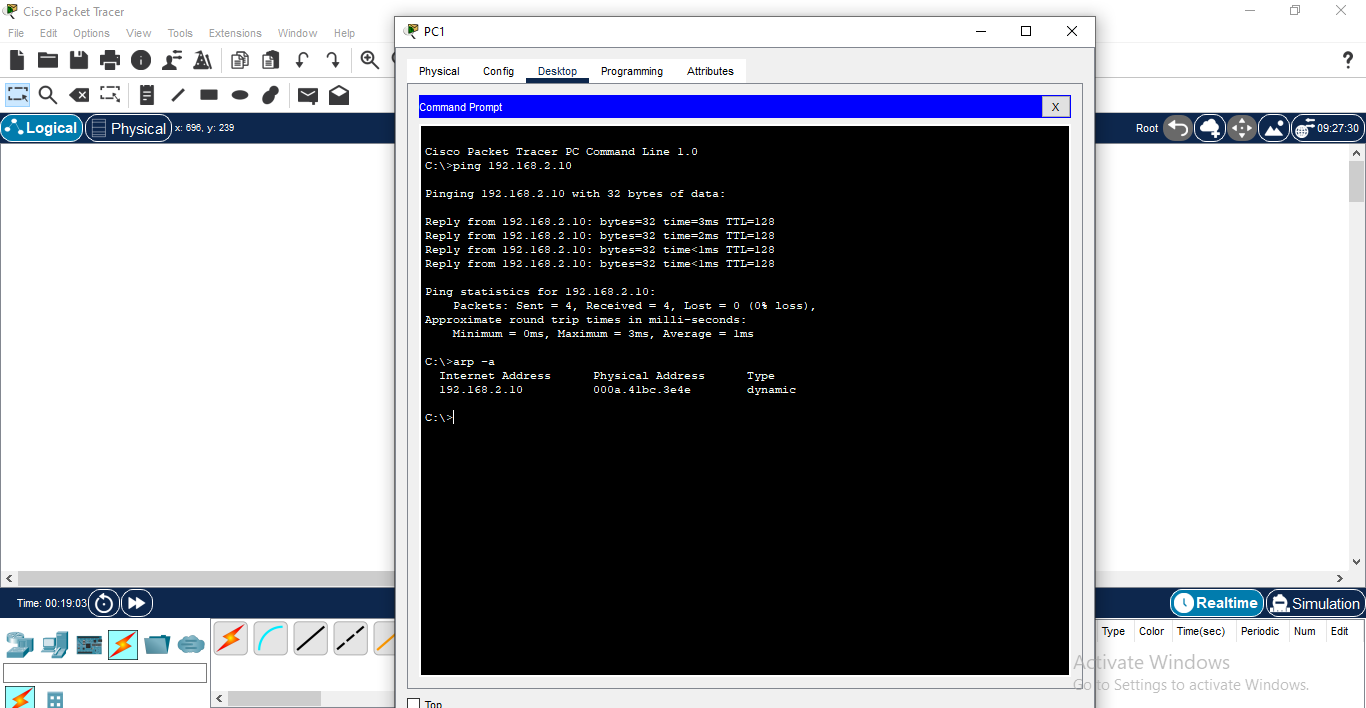 Cisco Packet Tracer
File Edit Options View Tools Extensions Window Help
PC1
Physical Config Desktop Programming Attributes
Command Prompt X
Logical Physical x: 696, y: 239
Root 09:27:30
Cisco Packet Tracer PC Command Line 1.0
C:\>ping 192.168.2.10
Pinging 192.168.2.10 with 32 bytes of data:
Reply from 192.168.2.10: bytes=32 time=3ms TTL=128
Reply from 192.168.2.10: bytes=32 time=2ms TTL=128
Reply from 192.168.2.10: bytes=32 time<1ms TTL=128
Reply from 192.168.2.10: bytes=32 time<1ms TTL=128
Ping statistics for 192.168.2.10:
Packets: Sent = 4, Received = 4, Lost = 0 (0% loss),
Approximate round trip times in milli-seconds:
Minimum = 0ms, Maximum = 3ms, Average = 1ms
C:\>arp -a
Internet Address Physical Address Type
192.168.2.10 000a.41bc.3e4e dynamic
C:\>
Time: 00:19:03
Realtime Simulation
Type Color Time(sec) Periodic Num Edit
Activate Windows
Go to Settings to activate Windows.
Top